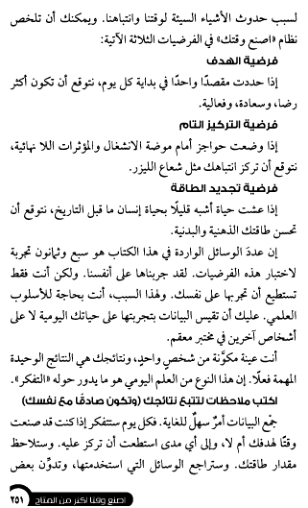 لسبب حدوث الأشياء السيئة لوقتنا وانتباهنا. ويمكنك أن تلخص
نظام «اصنع وقتك» في الفرضيات الثلاثة الآتية:
فرضية الهدف
إذا حددت مقصدًا واحدًا في بداية كل يوم، نتوقع أن تكون أكثر
رضا، وسعادة، وفعالية.
فرضية التركيز التام
إذا وضعت حواجز أمام موضة الانشغال والمؤثرات اللا نهائية،
نتوقع أن تركز انتباهك مثل شعاع الليزر.
فرضية تجديد الطاقة
إذا عشت حياة أشبه قليلًا بحياة إنسان ما قبل التاريخ، نتوقع أن
تحسن طاقتك الذهنية والبدنية.
إن عدد الوسائل الواردة في هذا الكتاب هو سبع وثمانون تجربة
لاختبار هذه الفرضيات. لقد جربناها على أنفسنا. ولكن أنت فقط
تستطيع أن تجربها على نفسك. ولهذا السبب، أنت بحاجة للأسلوب
العلمي. عليك أن تقيس البيانات بتجربتها على حياتك اليومية لا على
أشخاص آخرين في مختبر معقم.
أنت عينة مكوَّنة من شخصٍ واحدٍ، ونتائجك هي النتائج الوحيدة
المهمة فعلًا. إن هذا النوع من العلم اليومي هو ما يدور حوله «التفكر».
اكتب ملاحظات لتتبع نتائجك (وتكون صادقًا مع نفسك)
جمْع البيانات أمرٌ سهلٌ للغاية. فكل يوم ستتفكر إذا كنت قد صنعت
وقتًا لهدفك أم لا، وإلى أي مدى استطعت أن تركز عليه. وستلاحظ
مقدار طاقتك. وستراجع الوسائل التي استخدمتها، وتدوِّن بعض
اصنع وقتًا أكثر من المتاح ٢٥١